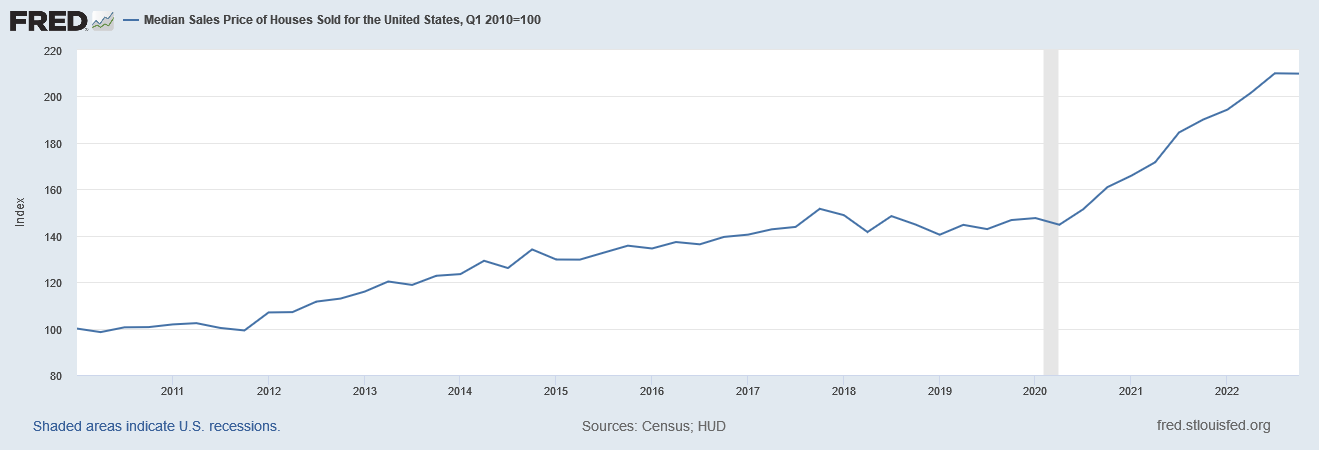 FRED
Median Sales Price of Houses Sold for the United States, Q1 2010=100
220
200
180
160
140
120
100
80
Index
2011 2012 2013 2014 2015 2016 2017 2018 2019 2020 2021 2022
Shaded areas indicate U.S. recessions.
Sources: Census; HUD
fred.stlouisfed.org